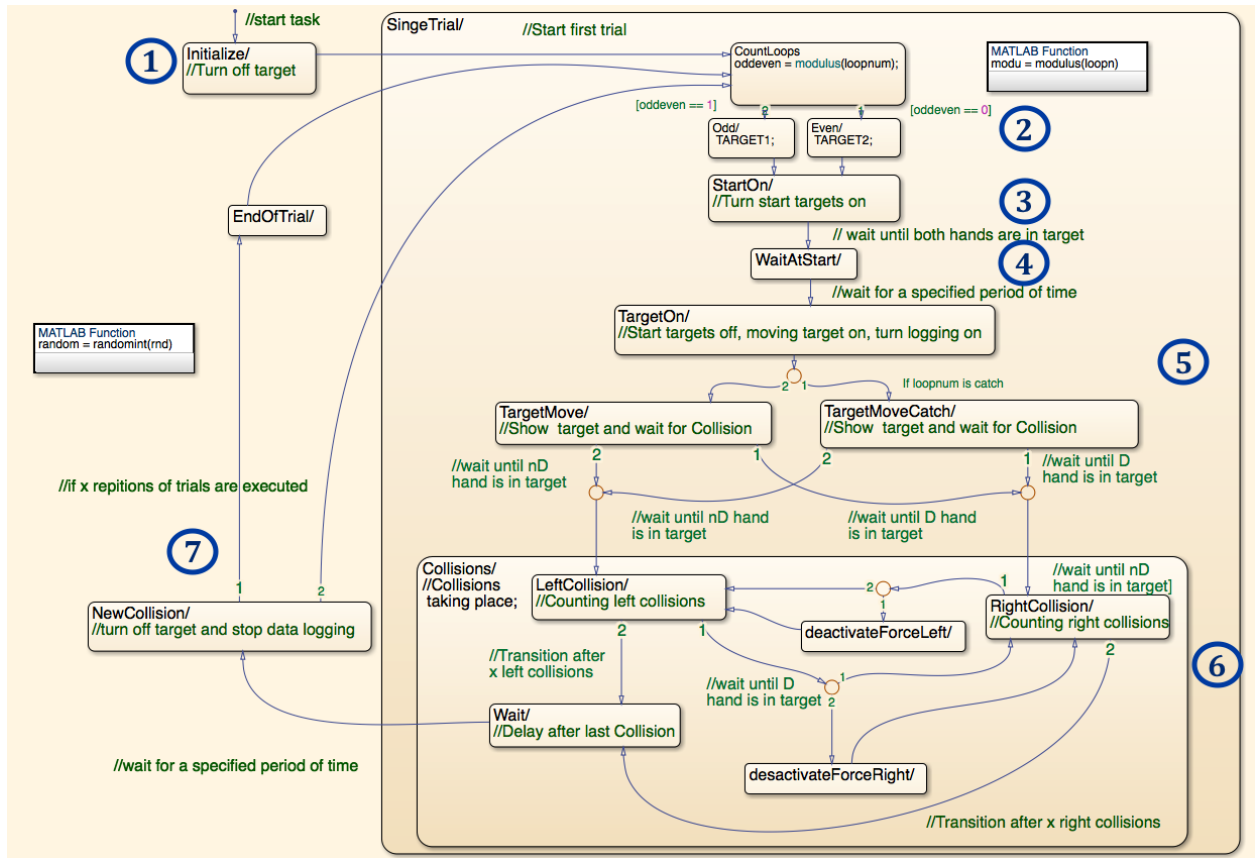 //start task
SingeTrial/
//Start first trial
1
Initialize/
//Turn off target
CountLoops
oddeven = modulus(loopnum);
MATLAB Function
modu = modulus(loopn)
[oddeven == 1]
2
1
[oddeven == 0]
2
Odd/
TARGET1;
Even/
TARGET2;
StartOn/
//Turn start targets on
3
EndOfTrial/
// wait until both hands are in target
WaitAtStart/
4
//wait for a specified period of time
TargetOn/
//Start targets off, moving target on, turn logging on
MATLAB Function
random = randomint(rnd)
5
2
1
If loopnum is catch
TargetMove/
//Show target and wait for Collision
TargetMoveCatch/
//Show target and wait for Collision
2
1
2
1
//wait until nD
hand is in target
//wait until D
hand is in target
//if x repitions of trials are executed
//wait until nD hand
is in target
//wait until D hand
is in target
7
Collisions/
//Collisions
taking place;
LeftCollision/
//Counting left collisions
2
1
1
//wait until nD
hand is in target]
RightCollision/
//Counting right collisions
deactivateForceLeft/
1
2
NewCollision/
//turn off target and stop data logging
2
1
2
//Transition after
x left collisions
6
//wait until D
hand is in target
1
2
Wait/
//Delay after last Collision
//wait for a specified period of time
desactivateForceRight/
//Transition after x right collisions